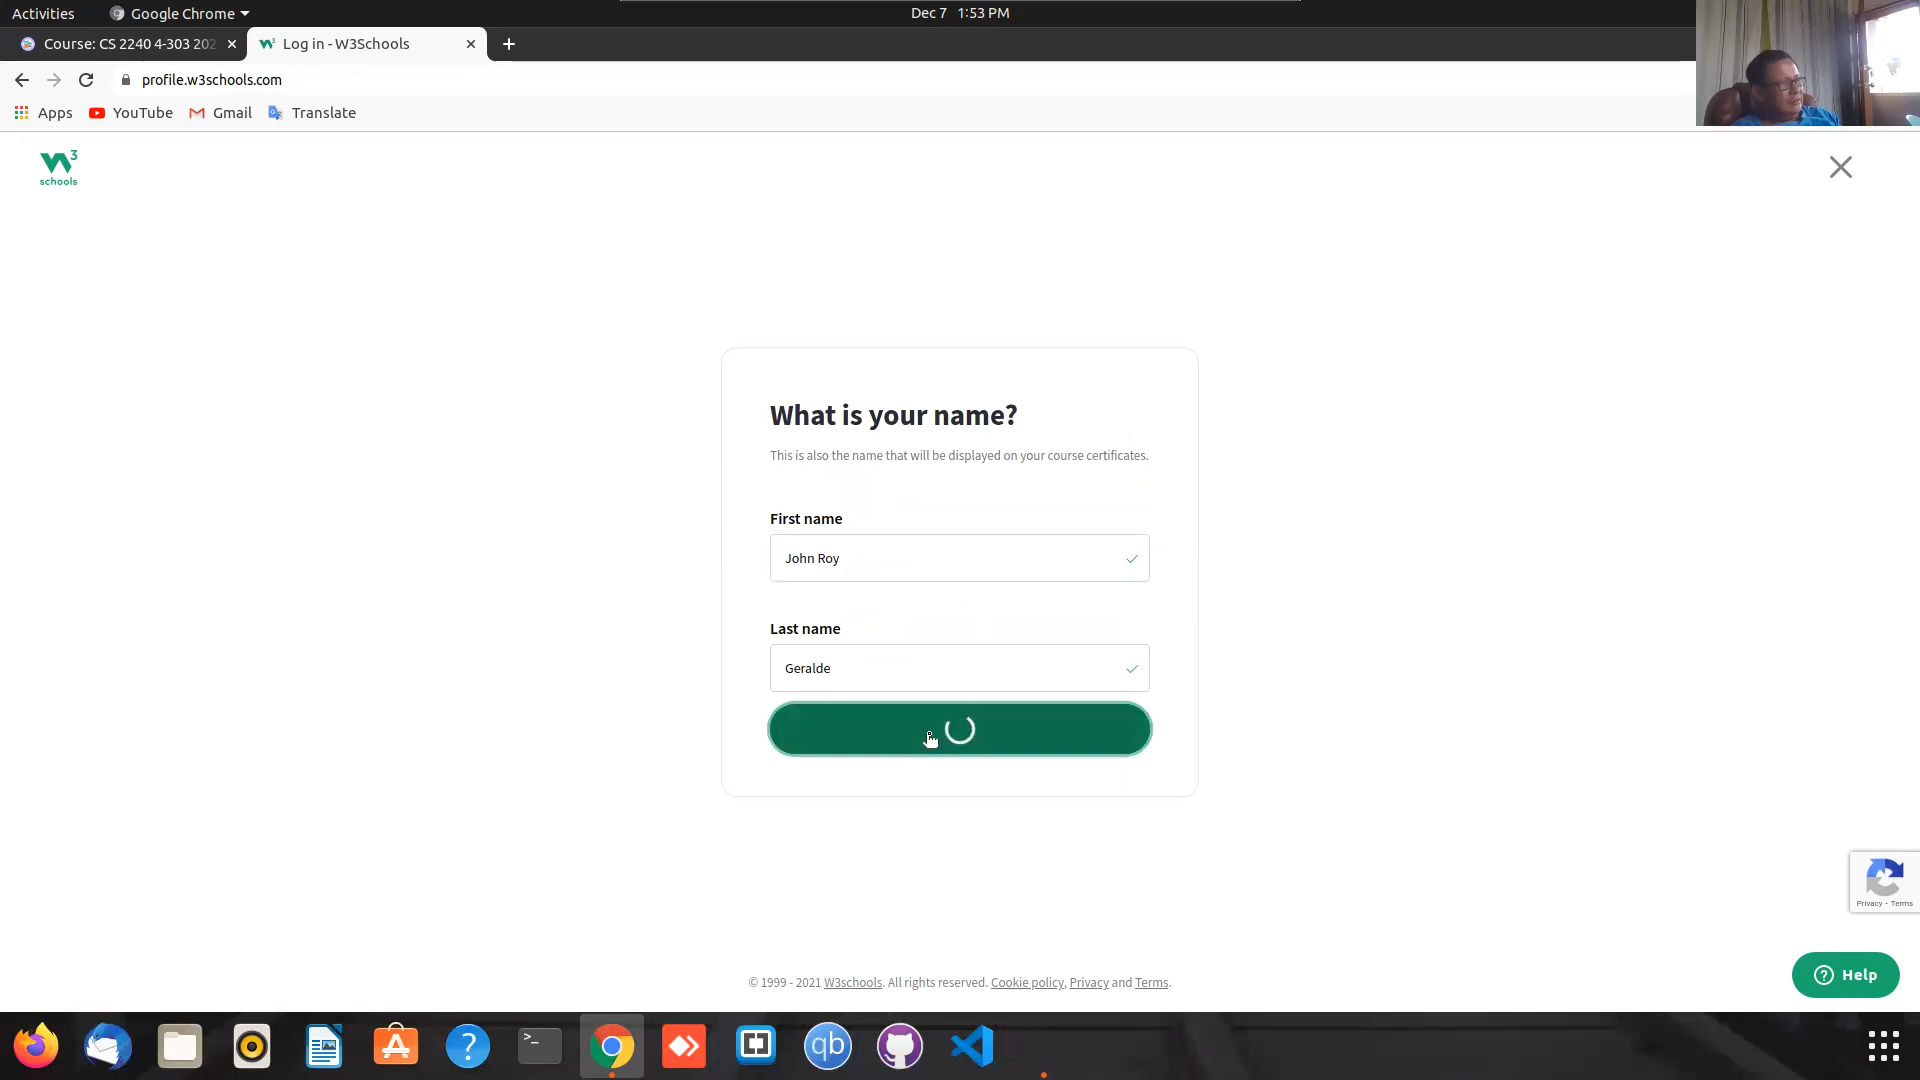 Activities
Google Chrome
Dec 7 1:53 PM
Course: CS 2240 4-303 202
W3 Log in - W3Schools
profile.w3schools.com
Apps
YouTube
Gmail
Translate
W3
schools
What is your name?
This is also the name that will be displayed on your course certificates.
First name
John Roy
Last name
Geralde
Privacy - Terms
© 1999 - 2021 W3schools. All rights reserved. Cookie policy, Privacy and Terms.
? Help
? >_ qb